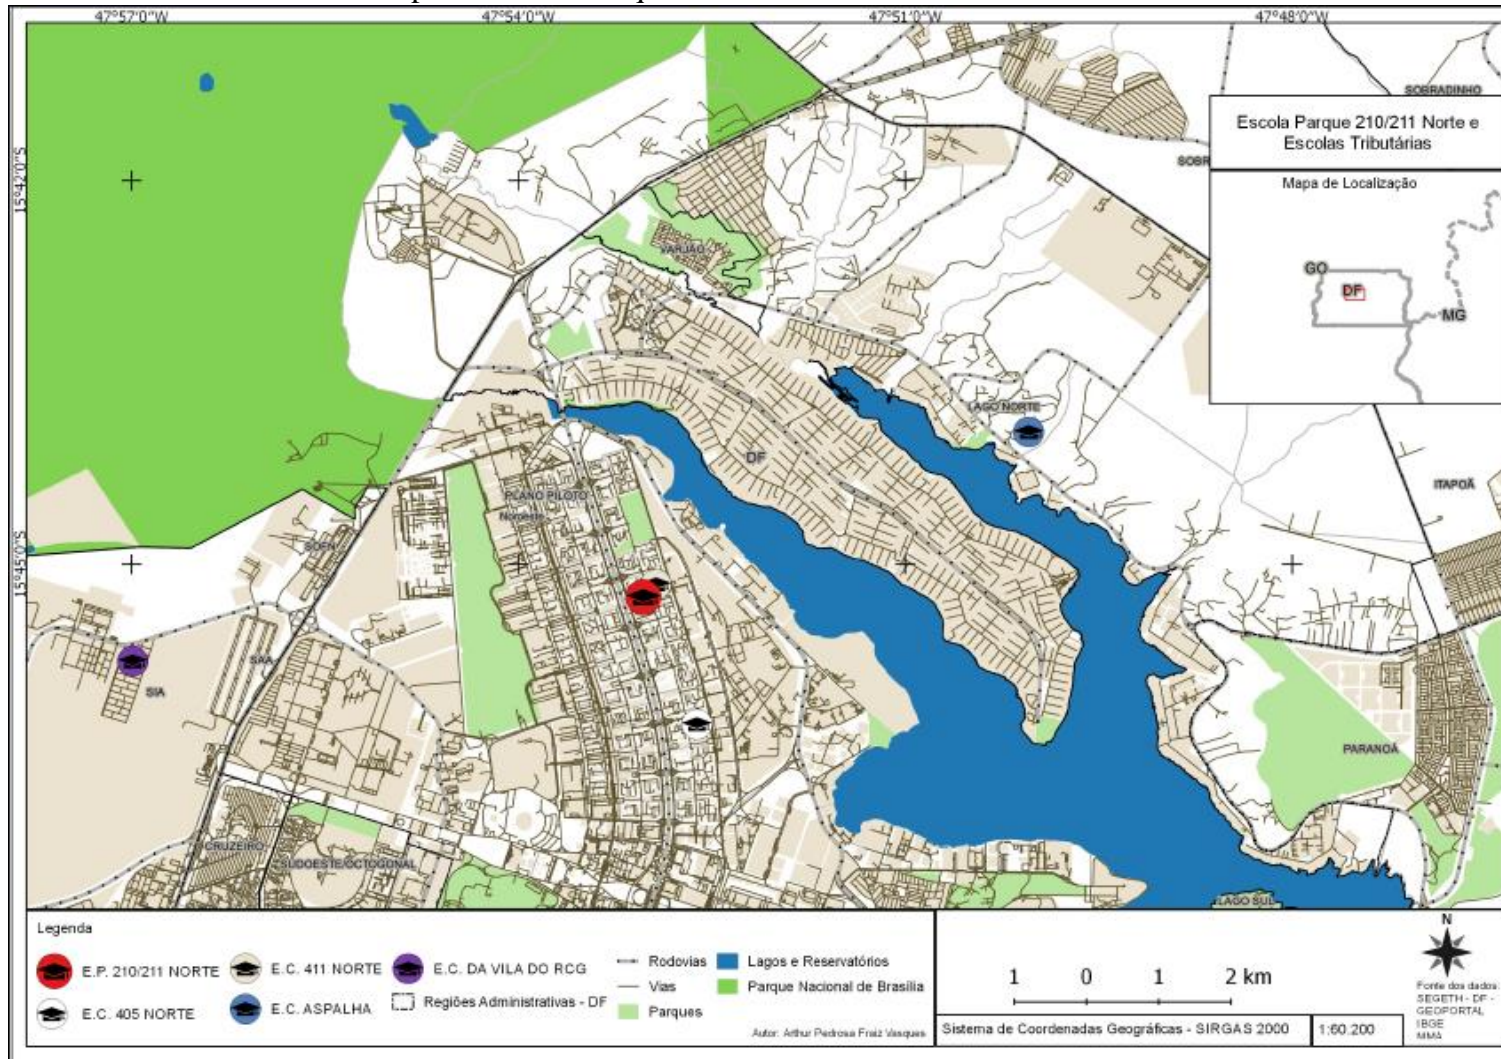 47°57'0"W 47°54'0"W 47°51'0"W 47°48'0"W
15°42'0"S
15°45'0"S
SOBRADINHO
Escola Parque 210/211 Norte e
Escolas Tributárias
Mapa de Localização
GO
DF
MG
SOBR
VARJÃO
LAGO NORTE
DF
ITAPOÃ
PLANO PILOTO
Noroeste
SOFN
SAA
SIA
PARANOÁ
CRUZEIRO
SUDOESTE/OCTOGONAL
LAGO SUL
Legenda
E.P. 210/211 NORTE
E.C. 411 NORTE
E.C. DA VILA DO RCG
E.C. 405 NORTE
E.C. ASPALHA
Regiões Administrativas - DF
Rodovias
Vias
Parques
Lagos e Reservatórios
Parque Nacional de Brasília
Autor: Arthur Pedrosa Fraiz Vasques
1 0 1 2 km
Sistema de Coordenadas Geográficas - SIRGAS 2000
1:60.200
N
Fonte dos dados:
SEGETH - DF -
GEOPORTAL
IBGE
MMA